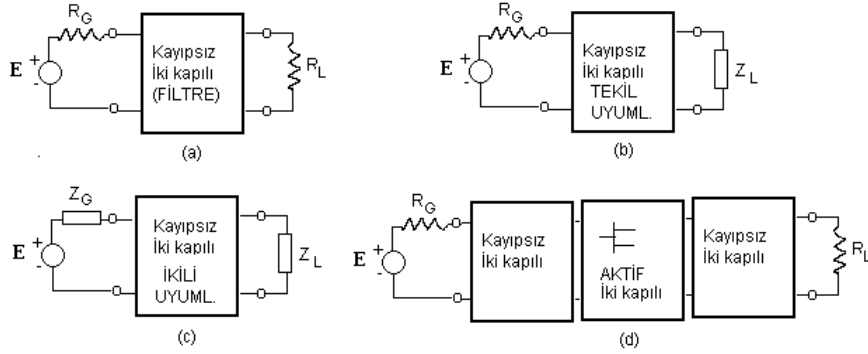 R_G
E
+
-
Kayıpsız
İki kapılı
(FİLTRE)
R_L
(a)
R_G
E
+
-
Kayıpsız
İki kapılı
TEKİL
UYUML.
Z_L
(b)
Z_G
E
+
-
Kayıpsız
İki kapılı
İKİLİ
UYUML.
Z_L
(c)
R_G
E
+
-
Kayıpsız
İki kapılı
AKTİF
İki kapılı
Kayıpsız
İki kapılı
R_L
(d)